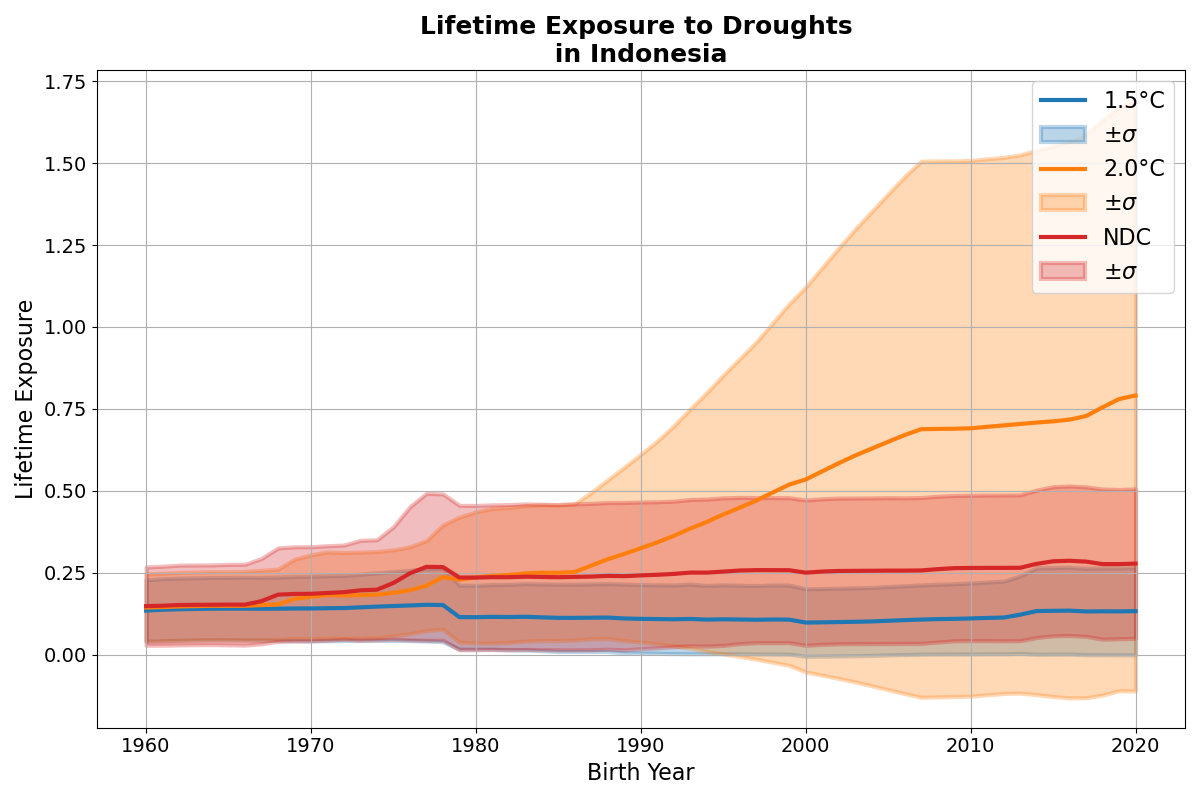 Lifetime Exposure to Droughts
in Indonesia
1.75
1.50
1.25
1.00
0.75
0.50
0.25
0.00
Lifetime Exposure
1.5°C
±σ
2.0°C
±σ
NDC
±σ
1960 1970 1980 1990 2000 2010 2020
Birth Year